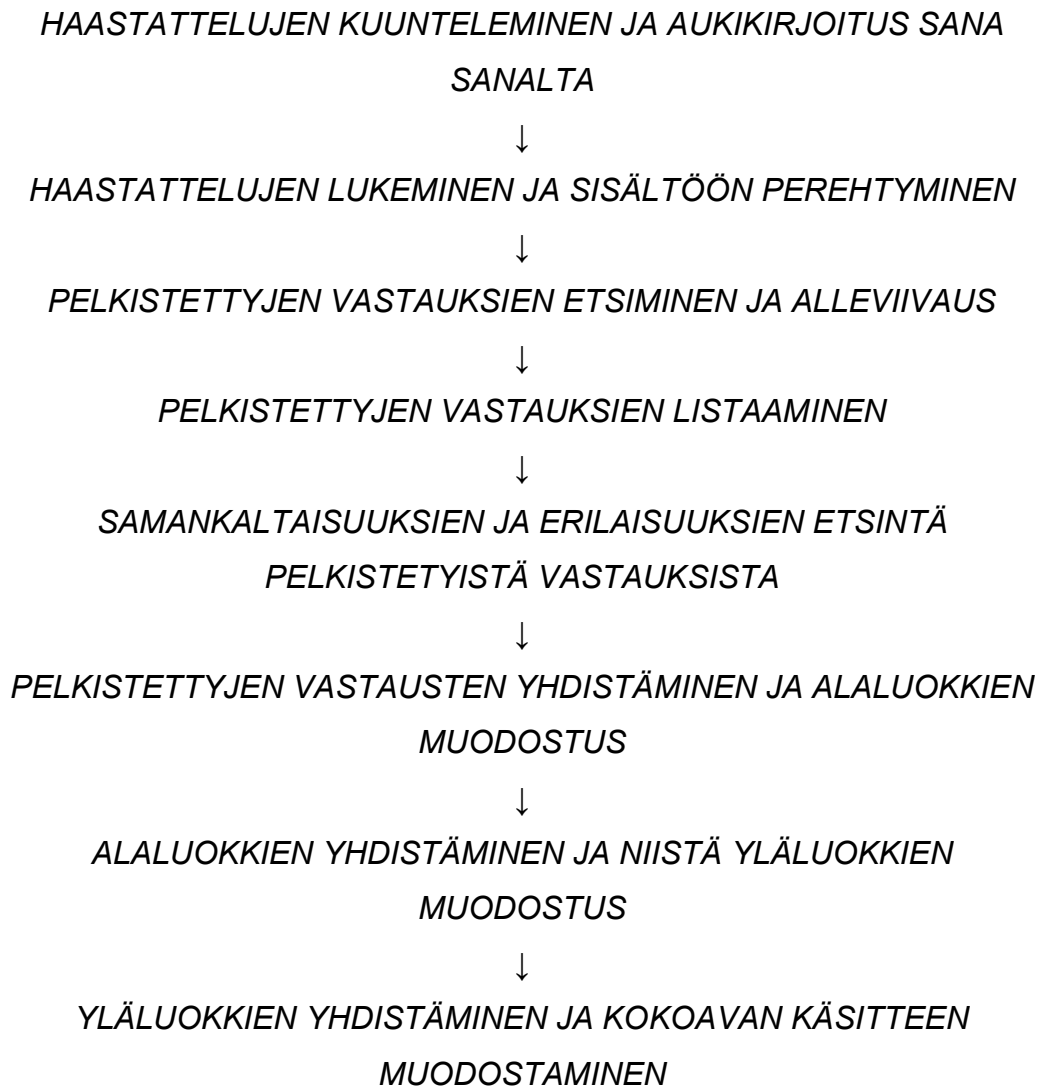 HAASTATTELUJEN KUUNTELEMINEN JA AUKIKIRJOITUS SANA
SANALTA
↓
HAASTATTELUJEN LUKEMINEN JA SISÄLTÖÖN PEREHTYMINEN
↓
PELKISTETTYJEN VASTAUKSIEN ETSIMINEN JA ALLEVIIVAUS
↓
PELKISTETTYJEN VASTAUKSIEN LISTAAMINEN
↓
SAMANKALTAISUUKSIEN JA ERILAISUUKSIEN ETSINTÄ
PELKISTETYISTÄ VASTAUKSISTA
↓
PELKISTETTYJEN VASTAUSTEN YHDISTÄMINEN JA ALALUOKKIEN
MUODOSTUS
↓
ALALUOKKIEN YHDISTÄMINEN JA NIISTÄ YLÄLUOKKIEN
MUODOSTUS
↓
YLÄLUOKKIEN YHDISTÄMINEN JA KOKOAVAN KÄSITTEEN
MUODOSTAMINEN